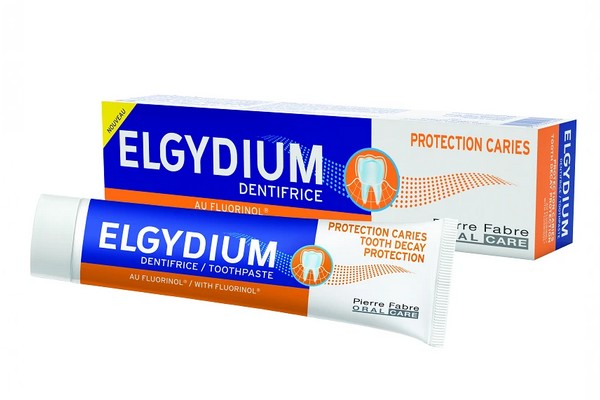 NOUVEAU
ELGYDIUM
DENTIFRICE
AU FLUORINOL®
PROTECTION CARIES
Pierre Fabre
ORAL CARE
ELGYDIUM
ELGYDIUM
DENTIFRICE / TOOTHPASTE
AU FLUORINOL® / WITH FLUORINOL®
PROTECTION CARIES
TOOTH DECAY
PROTECTION
Pierre Fabre
ORAL CARE